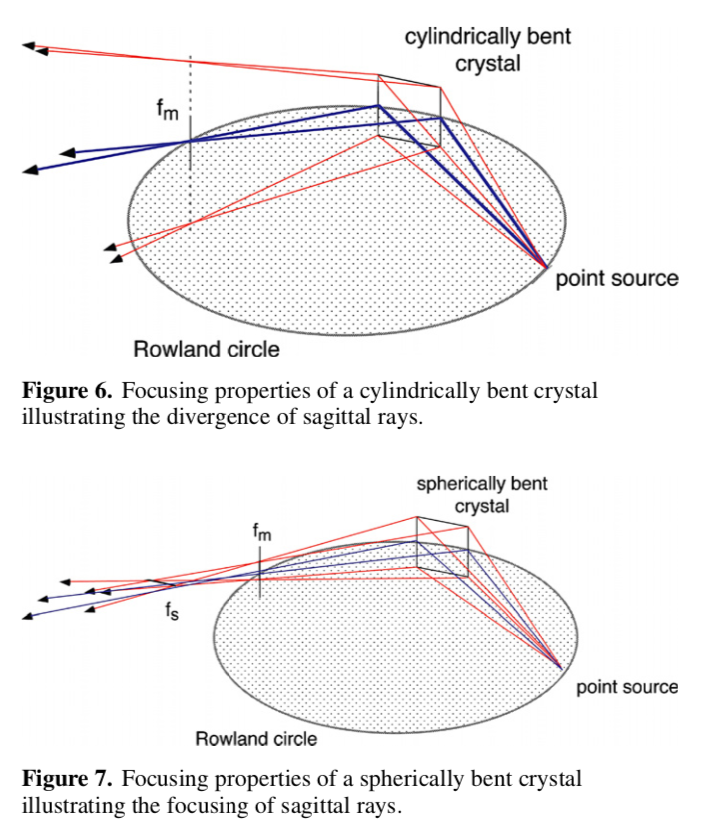 cylindrically bent
crystal
fm
point source
Rowland circle
Figure 6. Focusing properties of a cylindrically bent crystal
illustrating the divergence of sagittal rays.
spherically bent
crystal
fm
fs
point source
Rowland circle
Figure 7. Focusing properties of a spherically bent crystal
illustrating the focusing of sagittal rays.